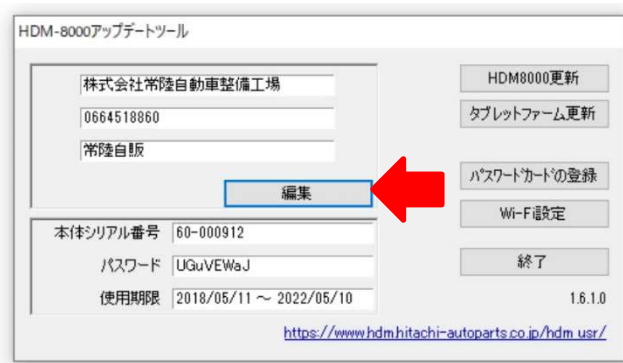 HDM-8000アップデートツール
株式会社常陸自動車整備工場
0664518860
常陸自販
編集
本体シリアル番号 60-000912
パスワード UGuVEWaJ
使用期限 2018/05/11 ～ 2022/05/10
HDM8000更新
タブレットファーム更新
パスワードカードの登録
Wi-Fi設定
終了
1.6.1.0
https://www.hdm.hitachi-autoparts.co.jp/hdm_usr/